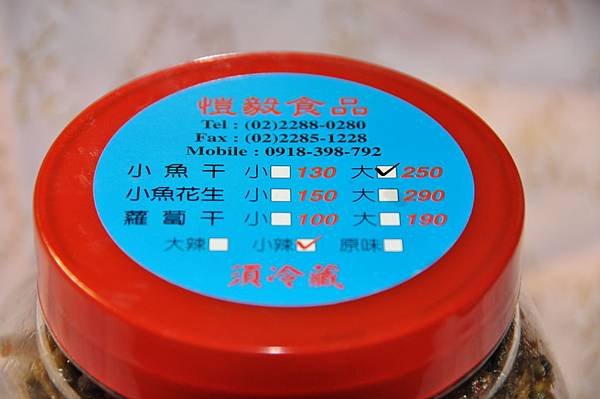 愷毅食品
Tel : (02)2288-0280
Fax : (02)2285-1228
Mobile : 0918-398-792
小魚干 小☐130 大☑250
小魚花生 小☐150 大☐290
蘿蔔干 小☐100 大☐190
大辣☐ 小辣☑ 原味☐
須冷藏